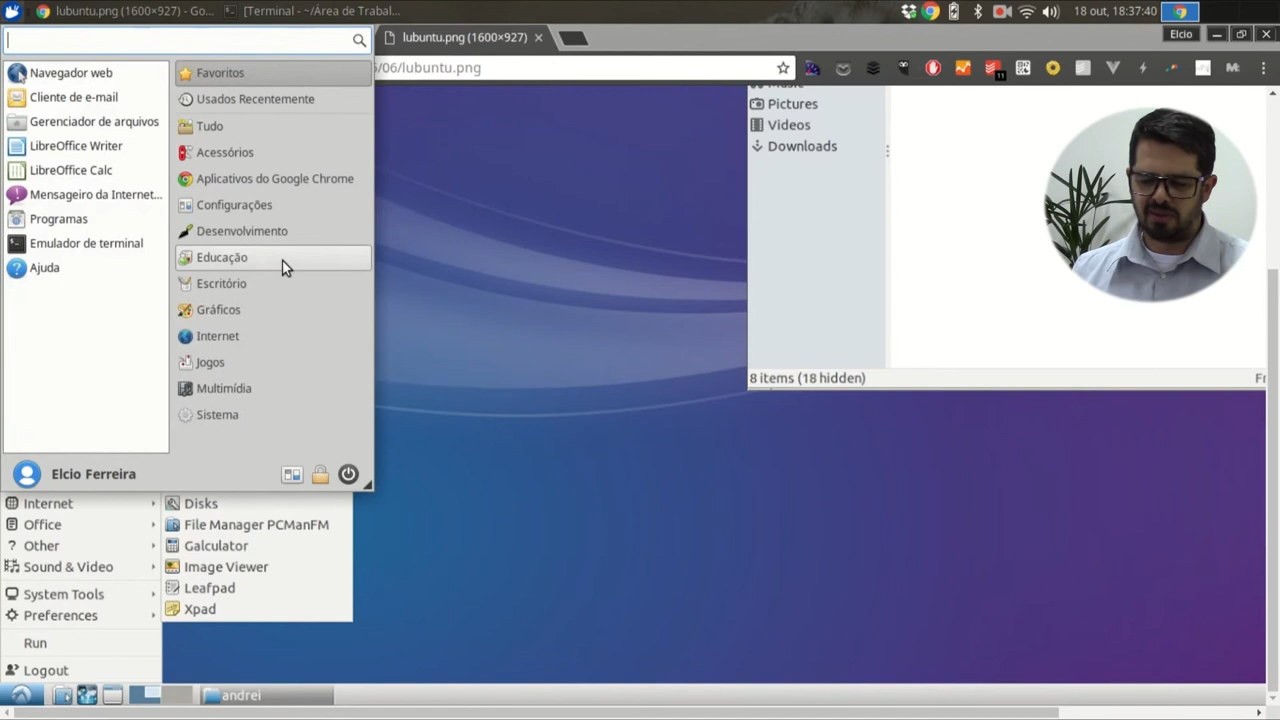 lubuntu.png (1600×927) - Go...
[Terminal - ~/Área de Trabal...
18 out, 18:37:40
lubuntu.png (1600×927)
Elcio
/06/lubuntu.png
11
Navegador web
Cliente de e-mail
Gerenciador de arquivos
LibreOffice Writer
LibreOffice Calc
Mensageiro da Internet...
Programas
Emulador de terminal
Ajuda
Favoritos
Usados Recentemente
Tudo
Acessórios
Aplicativos do Google Chrome
Configurações
Desenvolvimento
Educação
Escritório
Gráficos
Internet
Jogos
Multimídia
Sistema
Elcio Ferreira
Music
Pictures
Videos
Downloads
8 items (18 hidden)
Fr
Internet
Office
Other
Sound & Video
System Tools
Preferences
Run
Logout
Disks
File Manager PCManFM
Galculator
Image Viewer
Leafpad
Xpad
andrei